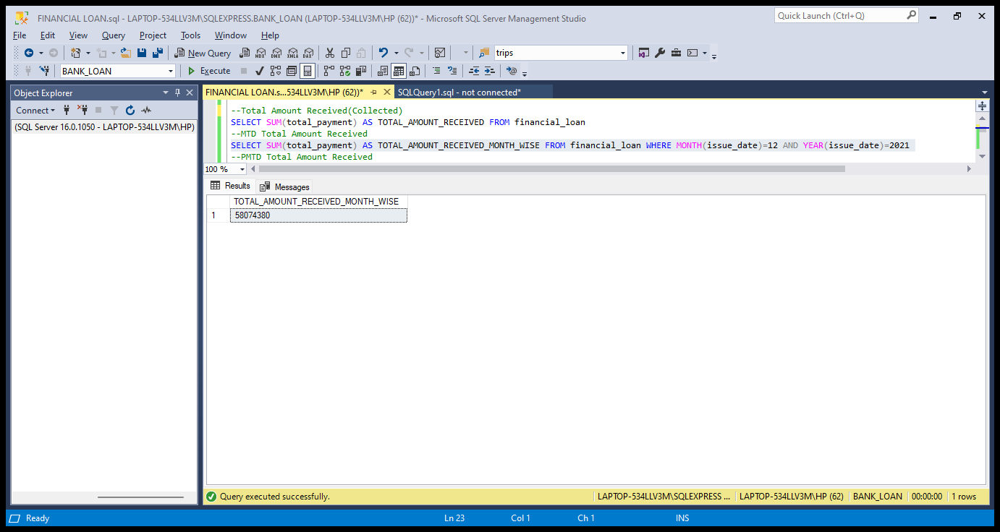 FINANCIAL LOAN.sql - LAPTOP-534LLV3M\SQLEXPRESS.BANK_LOAN (LAPTOP-534LLV3M\HP (62))* - Microsoft SQL Server Management Studio
Quick Launch (Ctrl+Q)
File Edit View Query Project Tools Window Help
New Query MDX DMX XMLA DAX trips
BANK_LOAN Execute
Object Explorer
FINANCIAL LOAN.s...534LLV3M\HP (62))* SQLQuery1.sql - not connected*
Connect
(SQL Server 16.0.1050 - LAPTOP-534LLV3M\HP)
--Total Amount Received(Collected)
SELECT SUM(total_payment) AS TOTAL_AMOUNT_RECEIVED FROM financial_loan
--MTD Total Amount Received
SELECT SUM(total_payment) AS TOTAL_AMOUNT_RECEIVED_MONTH_WISE FROM financial_loan WHERE MONTH(issue_date)=12 AND YEAR(issue_date)=2021
--PMTD Total Amount Received
100 %
Results Messages
TOTAL_AMOUNT_RECEIVED_MONTH_WISE
1 58074380
Query executed successfully. LAPTOP-534LLV3M\SQLEXPRESS ... LAPTOP-534LLV3M\HP (62) BANK_LOAN 00:00:00 1 rows
Ready Ln 23 Col 1 Ch 1 INS